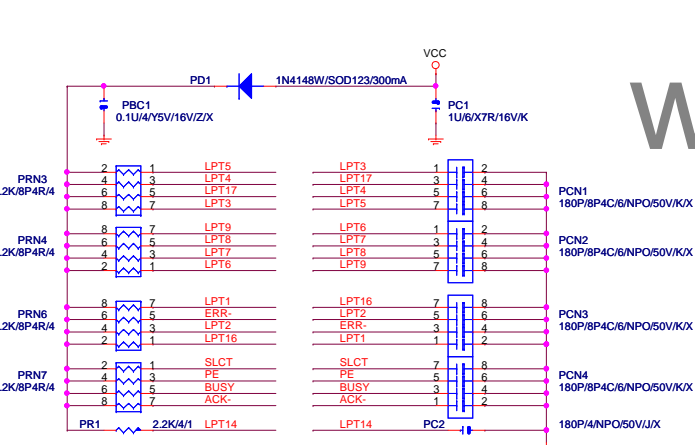 VCC
PD1 1N4148W/SOD123/300mA
PBC1
0.1U/4/Y5V/16V/Z/X
PC1
1U/6/X7R/16V/K
W
PRN3
.2K/8P4R/4
2 1 LPT5
4 3 LPT4
6 5 LPT17
8 7 LPT3
LPT3 1 2
LPT17 3 4
LPT4 5 6
LPT5 7 8
PCN1
180P/8P4C/6/NPO/50V/K/X
PRN4
.2K/8P4R/4
8 7 LPT9
6 5 LPT8
4 3 LPT7
2 1 LPT6
LPT6 1 2
LPT7 3 4
LPT8 5 6
LPT9 7 8
PCN2
180P/8P4C/6/NPO/50V/K/X
PRN6
.2K/8P4R/4
8 7 LPT1
6 5 ERR-
4 3 LPT2
2 1 LPT16
LPT16 7 8
LPT2 5 6
ERR- 3 4
LPT1 1 2
PCN3
180P/8P4C/6/NPO/50V/K/X
PRN7
.2K/8P4R/4
2 1 SLCT
4 3 PE
6 5 BUSY
8 7 ACK-
SLCT 7 8
PE 5 6
BUSY 3 4
ACK- 1 2
PCN4
180P/8P4C/6/NPO/50V/K/X
PR1 2.2K/4/1 LPT14
LPT14 PC2 180P/4/NPO/50V/J/X